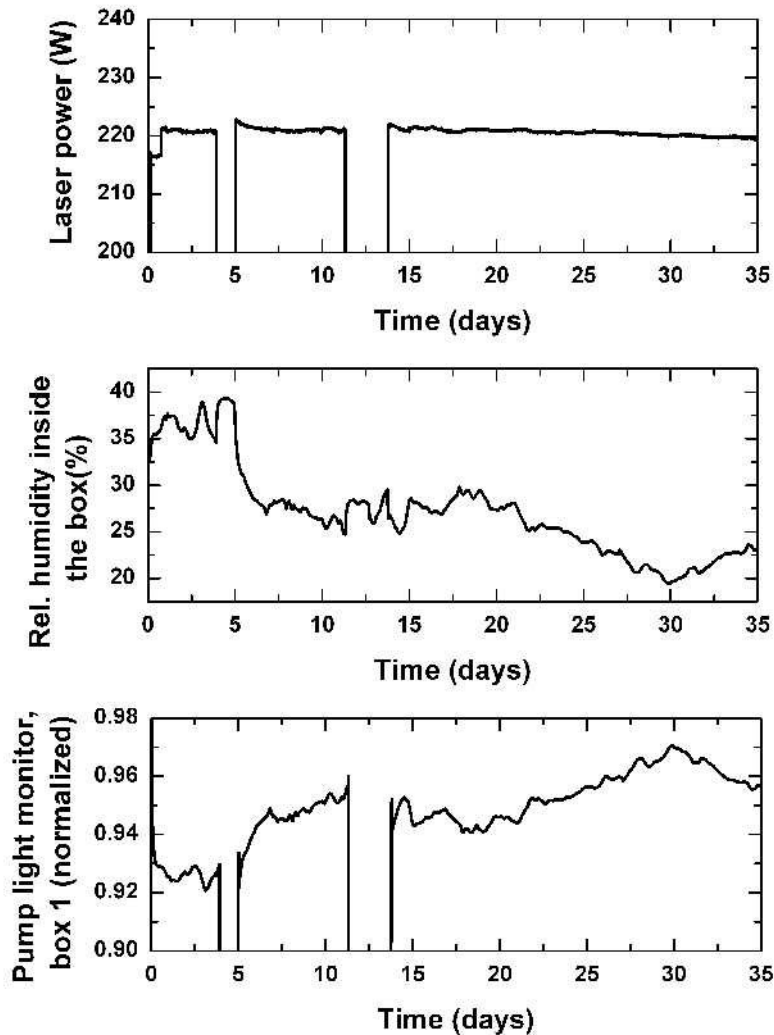 Laser power (W)
240
230
220
210
200
0 5 10 15 20 25 30 35
Time (days)
Rel. humidity inside
the box(%)
40
35
30
25
20
0 5 10 15 20 25 30 35
Time (days)
Pump light monitor,
box 1 (normalized)
0.98
0.96
0.94
0.92
0.90
0 5 10 15 20 25 30 35
Time (days)